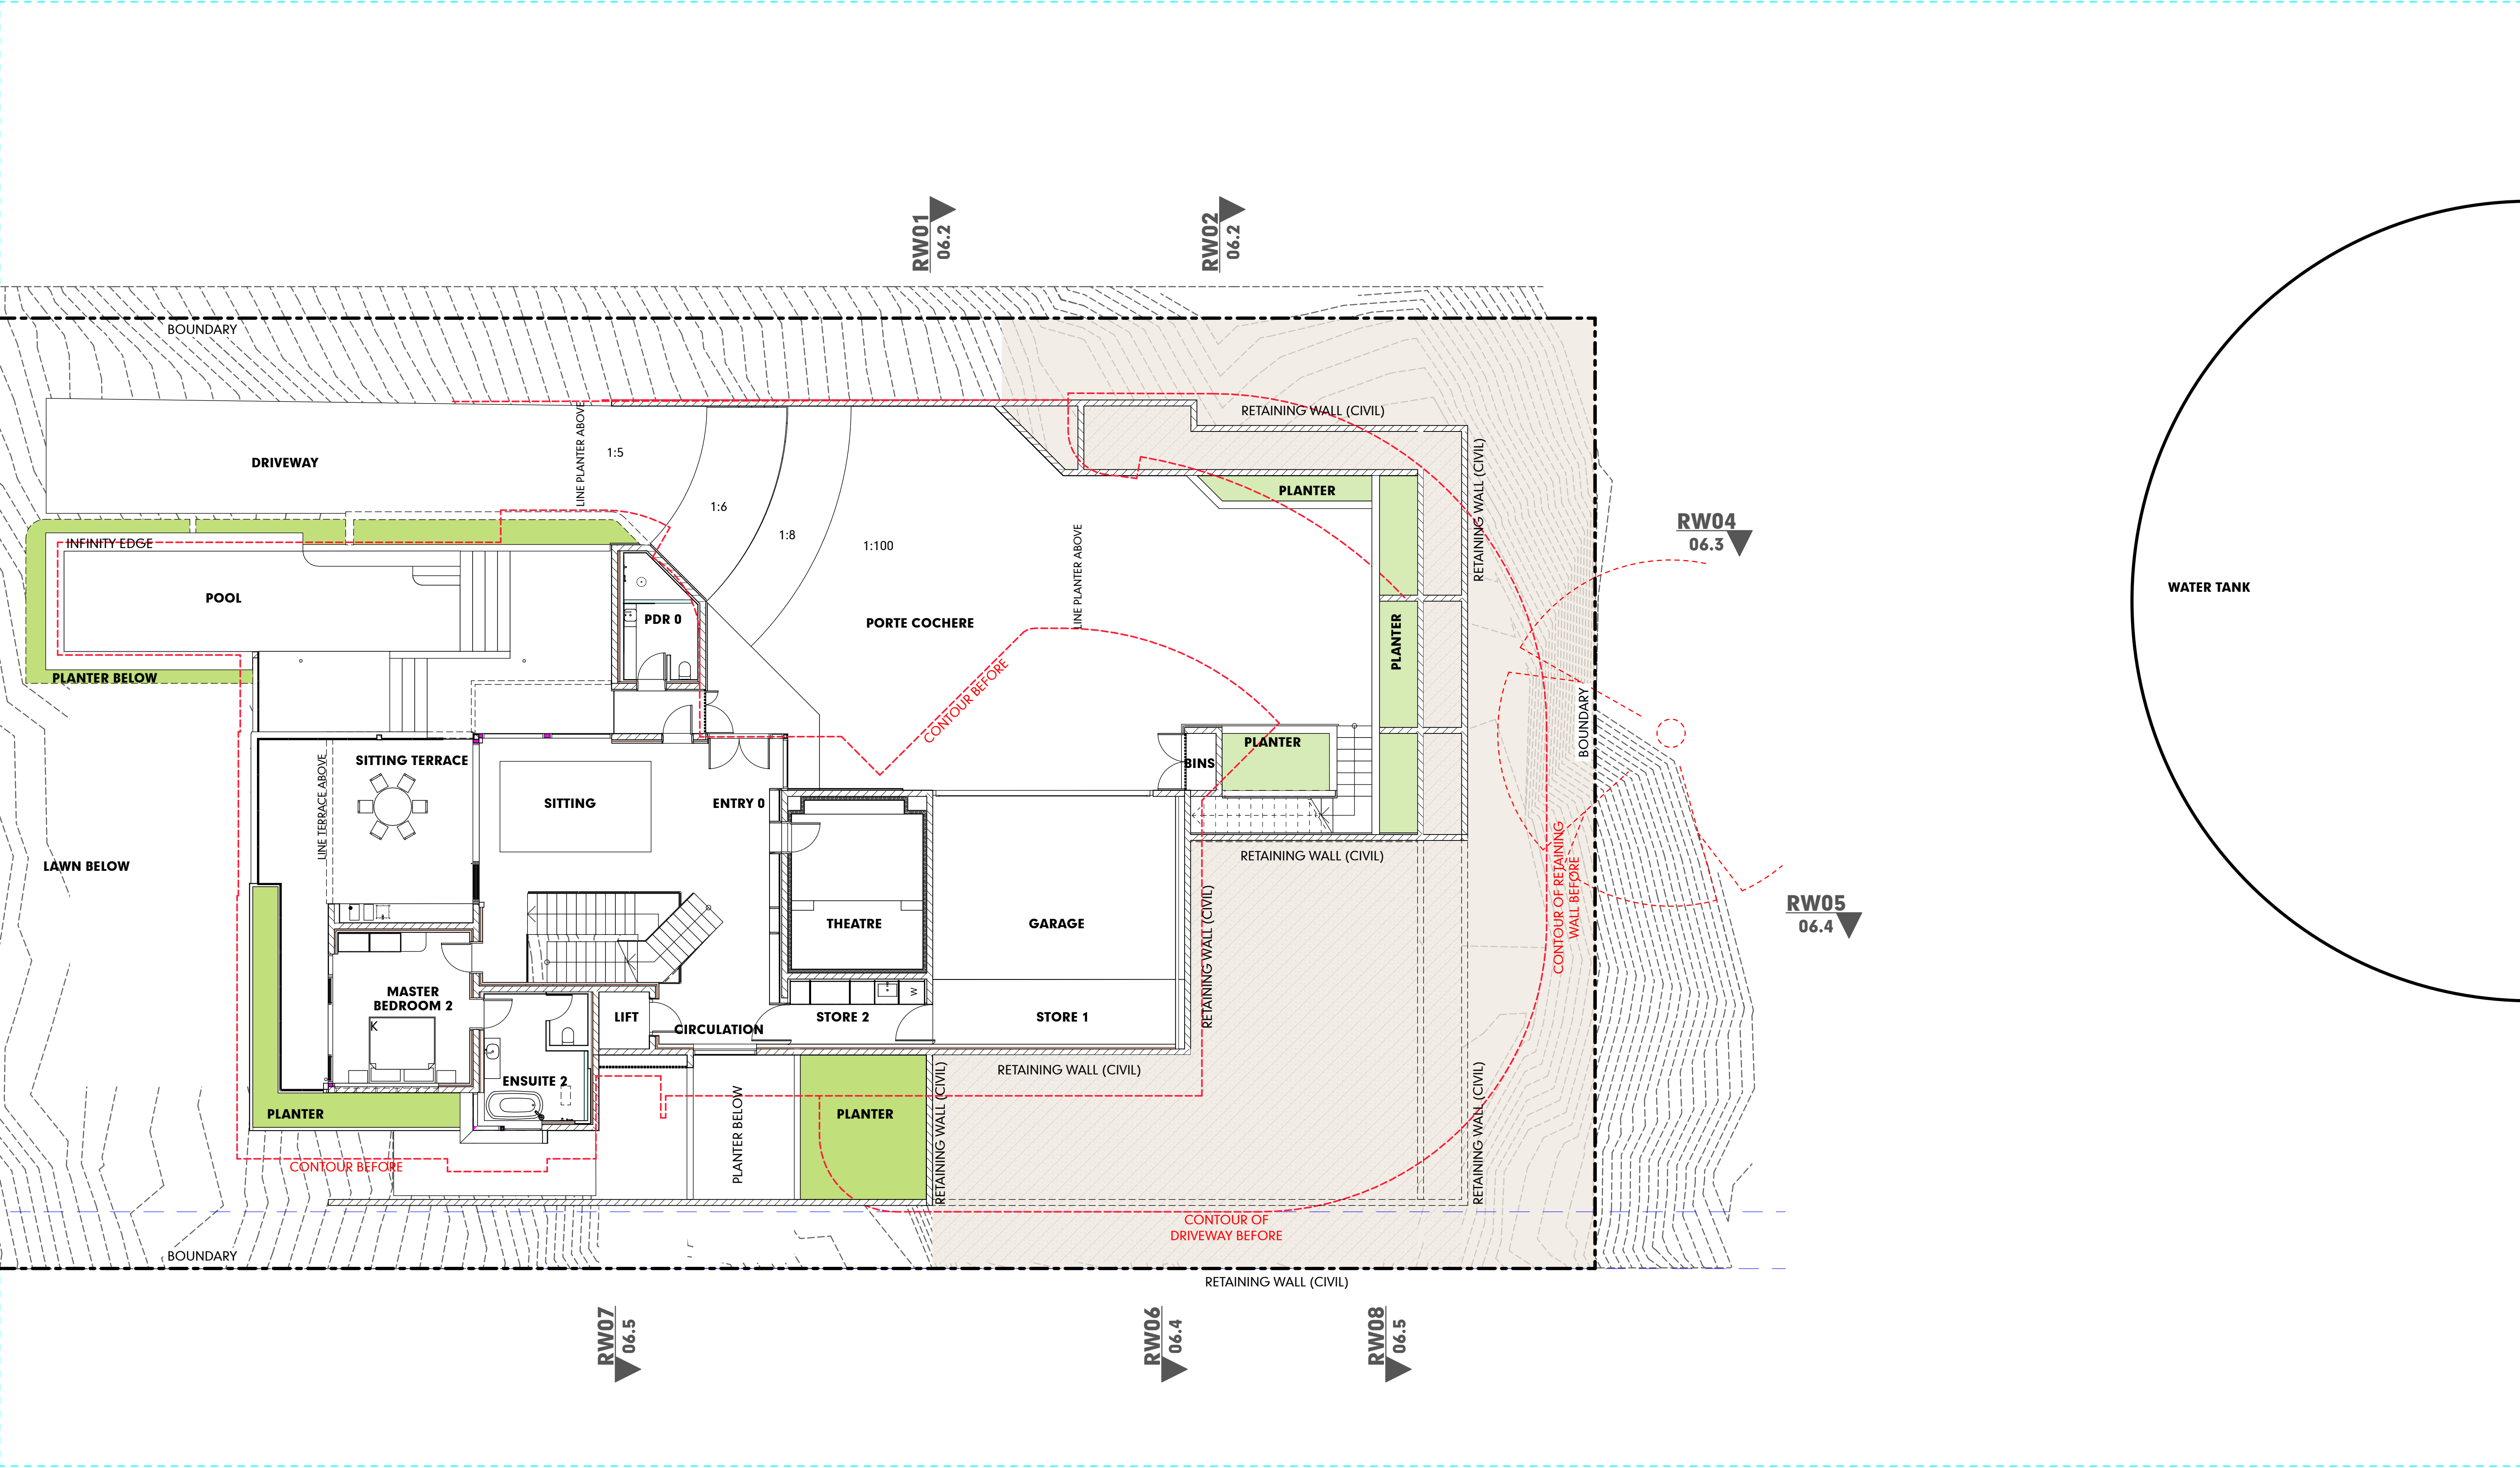 RW01
06.2
RW02
06.2
BOUNDARY
RETAINING WALL (CIVIL)
LINE PLANTER ABOVE
1:5
DRIVEWAY
PLANTER
RETAINING WALL (CIVIL)
1:6
RW04
06.3
1:8
INFINITY EDGE
1:100
LINE PLANTER ABOVE
WATER TANK
POOL
PDR 0
PORTE COCHERE
PLANTER
PLANTER BELOW
CONTOUR BEFORE
BOUNDARY
PLANTER
SITTING TERRACE
BINS
SITTING
ENTRY 0
LINE TERRACE ABOVE
LAWN BELOW
RETAINING WALL (CIVIL)
CONTOUR OF RETAINING
WALL BEFORE
RW05
06.4
THEATRE
GARAGE
RETAINING WALL (CIVIL)
MASTER
BEDROOM 2
W
K
LIFT
CIRCULATION
STORE 2
STORE 1
ENSUITE 2
RETAINING WALL (CIVIL)
PLANTER
PLANTER BELOW
PLANTER
RETAINING WALL (CIVIL)
RETAINING WALL (CIVIL)
CONTOUR BEFORE
CONTOUR OF
DRIVEWAY BEFORE
BOUNDARY
RETAINING WALL (CIVIL)
RW07
06.5
RW06
06.4
RW08
06.5